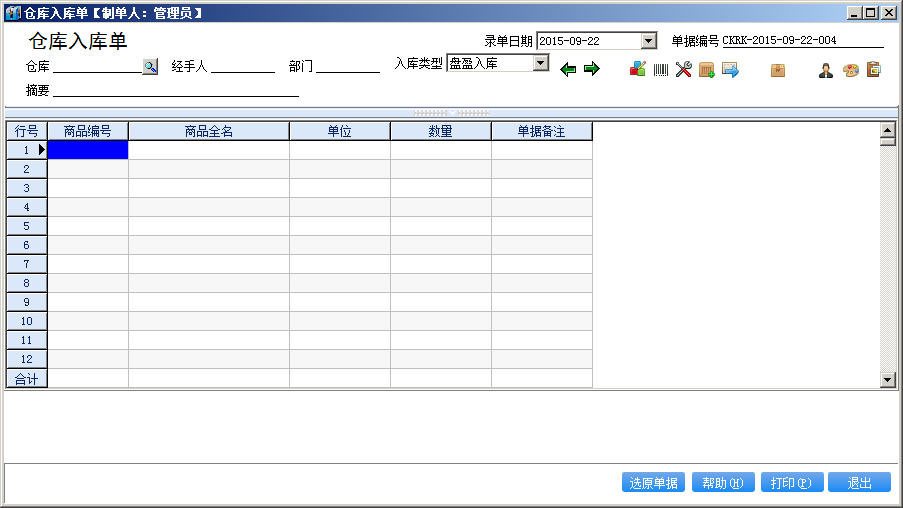 仓库入库单【制单人: 管理员】
仓库入库单
录单日期 2015-09-22 单据编号 CKRK-2015-09-22-004
仓库 经手人 部门 入库类型 盘盈入库
摘要
行号 商品编号 商品全名 单位 数量 单据备注
1
2
3
4
5
6
7
8
9
10
11
12
合计
选原单据 帮助(H) 打印(P) 退出